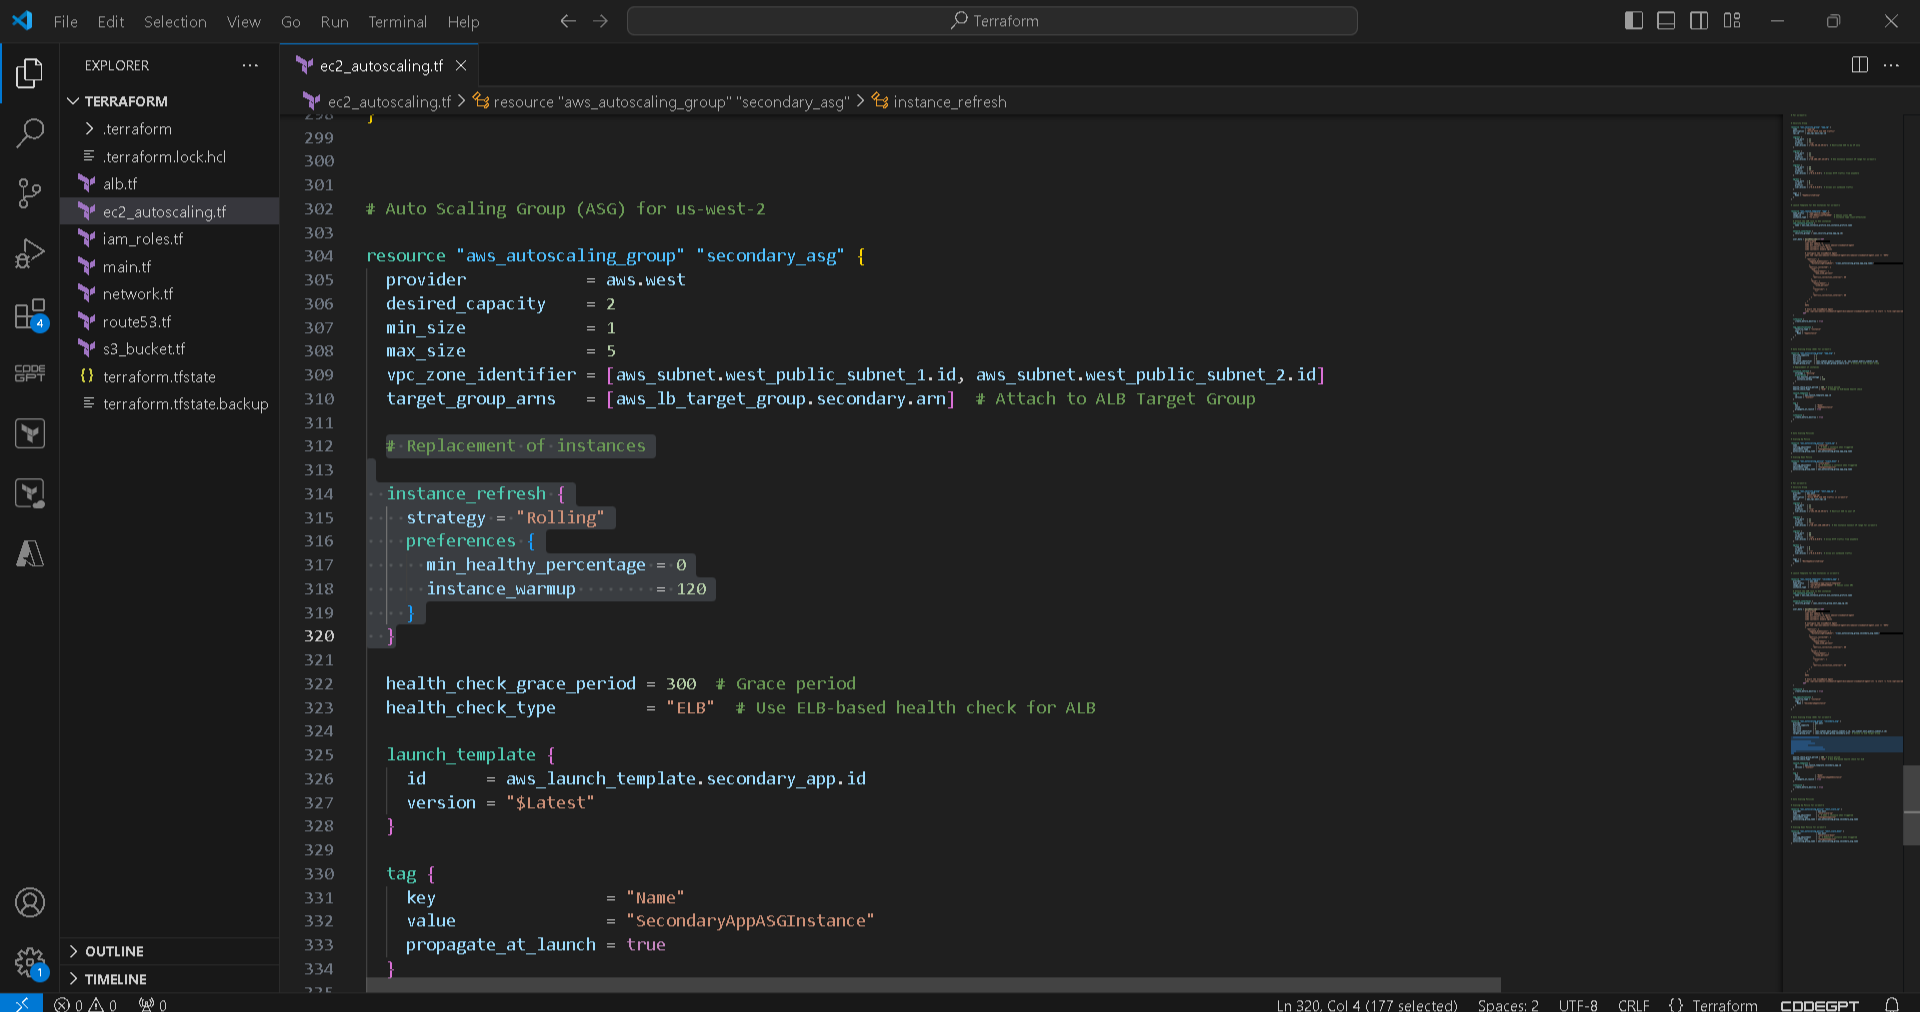 File Edit Selection View Go Run Terminal Help
Terraform
EXPLORER
ec2_autoscaling.tf
TERRAFORM
ec2_autoscaling.tf > resource "aws_autoscaling_group" "secondary_asg" > instance_refresh
.terraform
.terraform.lock.hcl
alb.tf
ec2_autoscaling.tf
iam_roles.tf
main.tf
network.tf
route53.tf
s3_bucket.tf
{} terraform.tfstate
terraform.tfstate.backup
4
CODE
GPT
OUTLINE
TIMELINE
1
298 }
299
300
301
302 # Auto Scaling Group (ASG) for us-west-2
303
304 resource "aws_autoscaling_group" "secondary_asg" {
305 provider = aws.west
306 desired_capacity = 2
307 min_size = 1
308 max_size = 5
309 vpc_zone_identifier = [aws_subnet.west_public_subnet_1.id, aws_subnet.west_public_subnet_2.id]
310 target_group_arns = [aws_lb_target_group.secondary.arn] # Attach to ALB Target Group
311
312 # Replacement of instances
313
314 instance_refresh {
315 strategy = "Rolling"
316 preferences {
317 min_healthy_percentage = 0
318 instance_warmup = 120
319 }
320 }
321
322 health_check_grace_period = 300 # Grace period
323 health_check_type = "ELB" # Use ELB-based health check for ALB
324
325 launch_template {
326 id = aws_launch_template.secondary_app.id
327 version = "$Latest"
328 }
329
330 tag {
331 key = "Name"
332 value = "SecondaryAppASGInstance"
333 propagate_at_launch = true
334 }
335
0 0 0
Ln 320, Col 4 (177 selected) Spaces: 2 UTF-8 CRLF {} Terraform CODEGPT